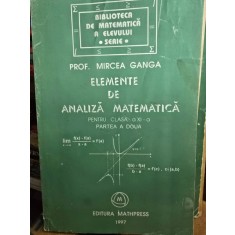 BIBLIOTECA
DE MATEMATICĂ
A ELEVULUI
• SERIE •
PROF. MIRCEA GANGA
ELEMENTE
DE
ANALIZĂ MATEMATICĂ
PENTRU CLASA a XI-a
PARTEA A DOUA
EDITURA MATHPRESS
1997